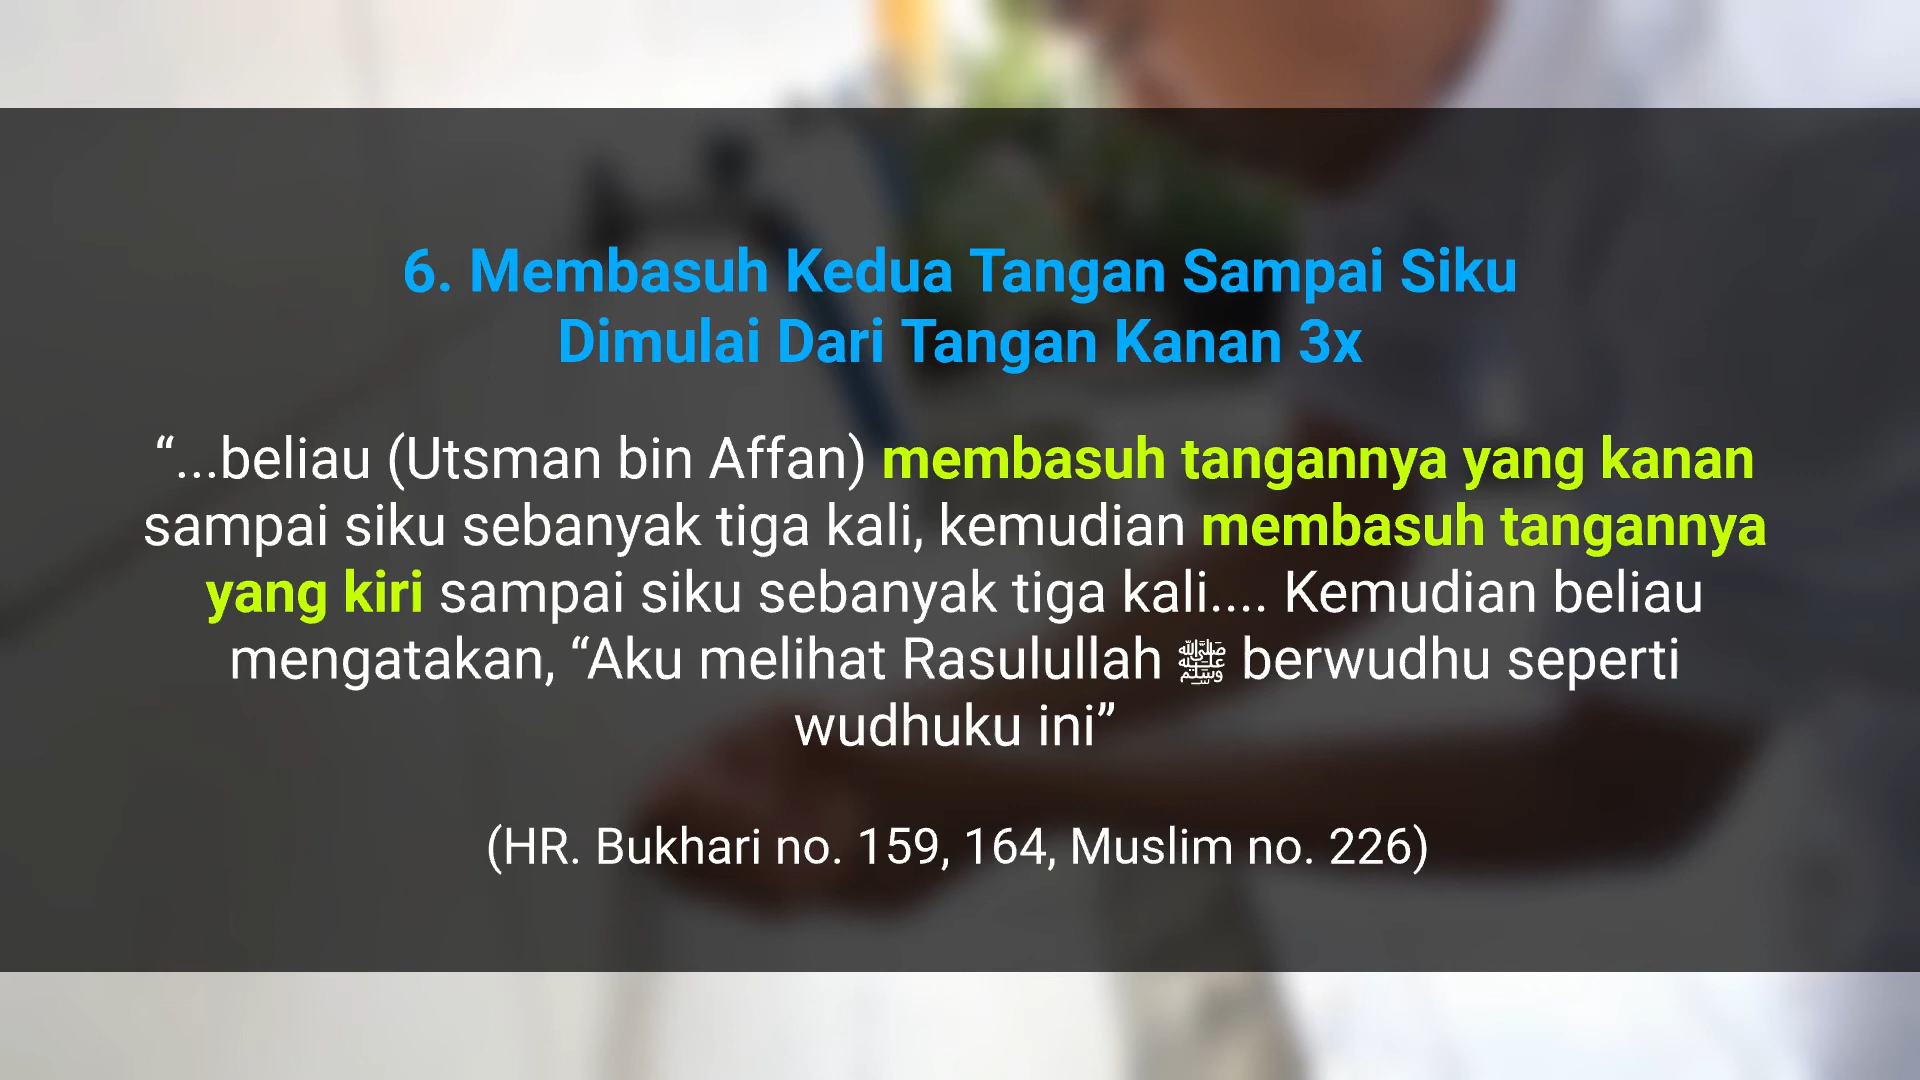 6. Membasuh Kedua Tangan Sampai Siku
Dimulai Dari Tangan Kanan 3x
“...beliau (Utsman bin Affan) membasuh tangannya yang kanan
sampai siku sebanyak tiga kali, kemudian membasuh tangannya
yang kiri sampai siku sebanyak tiga kali.... Kemudian beliau
mengatakan, “Aku melihat Rasulullah ﷺ berwudhu seperti
wudhuku ini”
(HR. Bukhari no. 159, 164, Muslim no. 226)